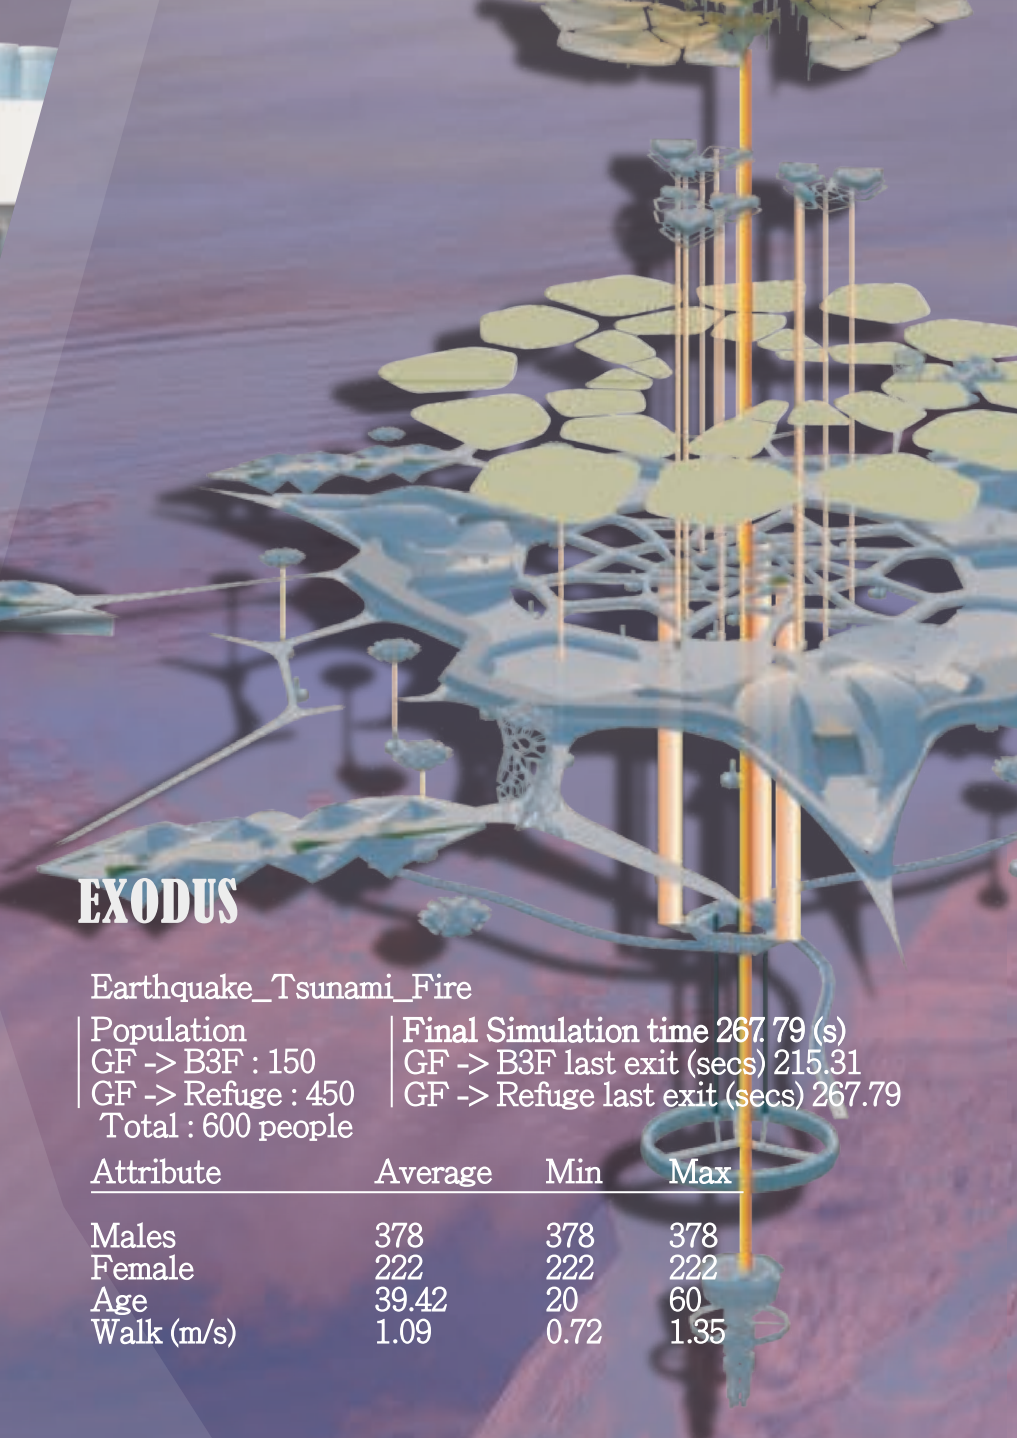 EXODUS
Earthquake_Tsunami_Fire
Population
GF -> B3F : 150
GF -> Refuge : 450
Total : 600 people
Final Simulation time 267.79 (s)
GF -> B3F last exit (secs) 215.31
GF -> Refuge last exit (secs) 267.79
Attribute Average Min Max
Males 378 378 378
Female 222 222 222
Age 39.42 20 60
Walk (m/s) 1.09 0.72 1.35